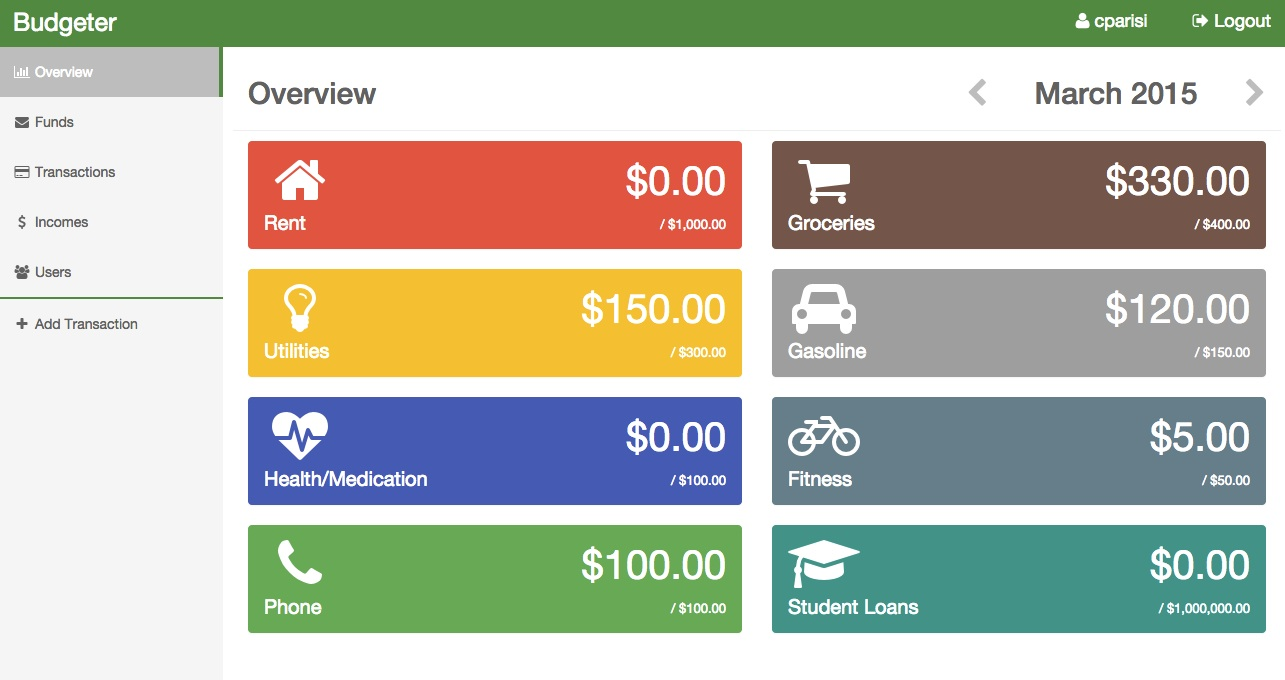 Budgeter
cparisi
Logout
Overview
Funds
Transactions
Incomes
Users
Add Transaction
Overview
March 2015
$0.00
Rent
/ $1,000.00
$330.00
Groceries
/ $400.00
$150.00
Utilities
/ $300.00
$120.00
Gasoline
/ $150.00
$0.00
Health/Medication
/ $100.00
$5.00
Fitness
/ $50.00
$100.00
Phone
/ $100.00
$0.00
Student Loans
/ $1,000,000.00